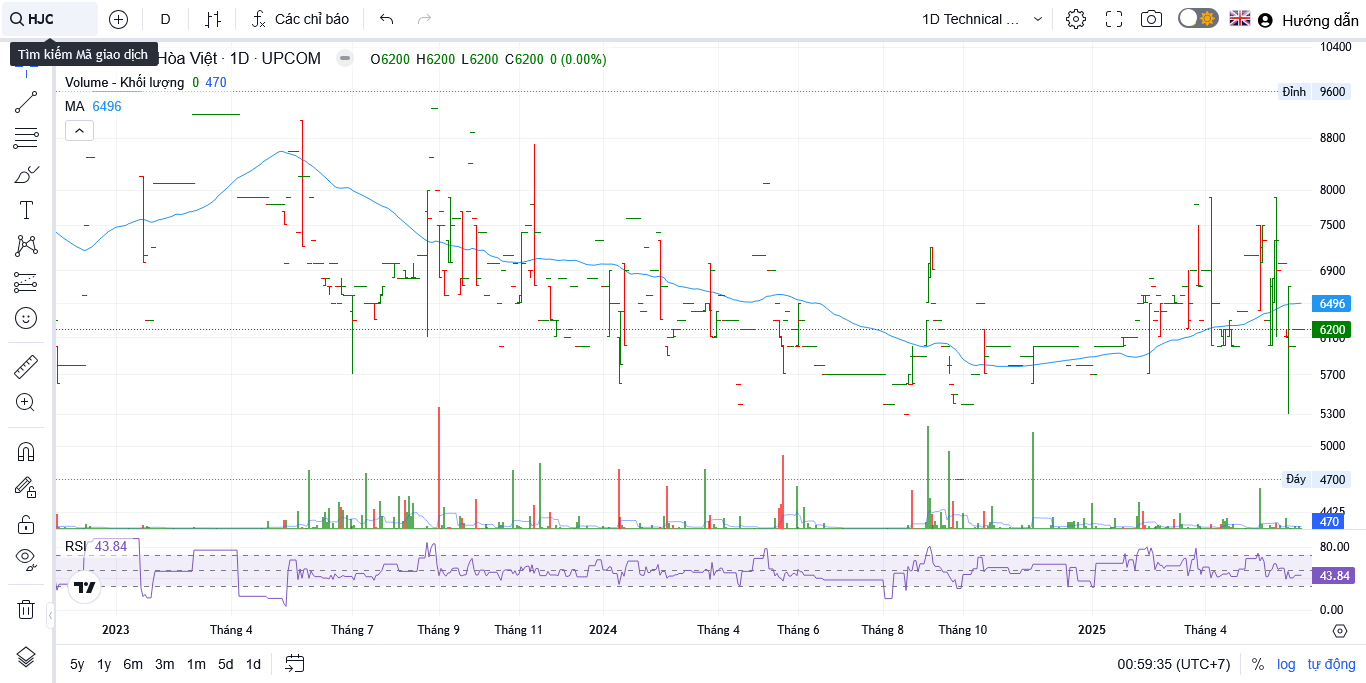 HJC D Các chỉ báo 1D Technical ... Hướng dẫn
Tìm kiếm Mã giao dịch
Hòa Việt · 1D · UPCOM O6200 H6200 L6200 C6200 0 (0.00%)
Volume - Khối lượng 0 470
MA 6496
10400
Đỉnh 9600
8800
8000
7500
6900
6496
6200
6100
5700
5300
5000
Đáy 4700
4425
470
RSI 43.84
80.00
43.84
0.00
2023 Tháng 4 Tháng 7 Tháng 9 Tháng 11 2024 Tháng 4 Tháng 6 Tháng 8 Tháng 10 2025 Tháng 4
5y 1y 6m 3m 1m 5d 1d 00:59:35 (UTC+7) % log tự động